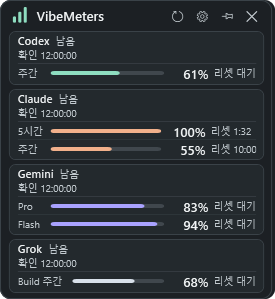 VibeMeters
Codex 남음
확인 12:00:00
주간 61% 리셋 대기
Claude 남음
확인 12:00:00
5시간 100% 리셋 1:32
주간 55% 리셋 10:00
Gemini 남음
확인 12:00:00
Pro 83% 리셋 대기
Flash 94% 리셋 대기
Grok 남음
확인 12:00:00
Build 주간 68% 리셋 대기